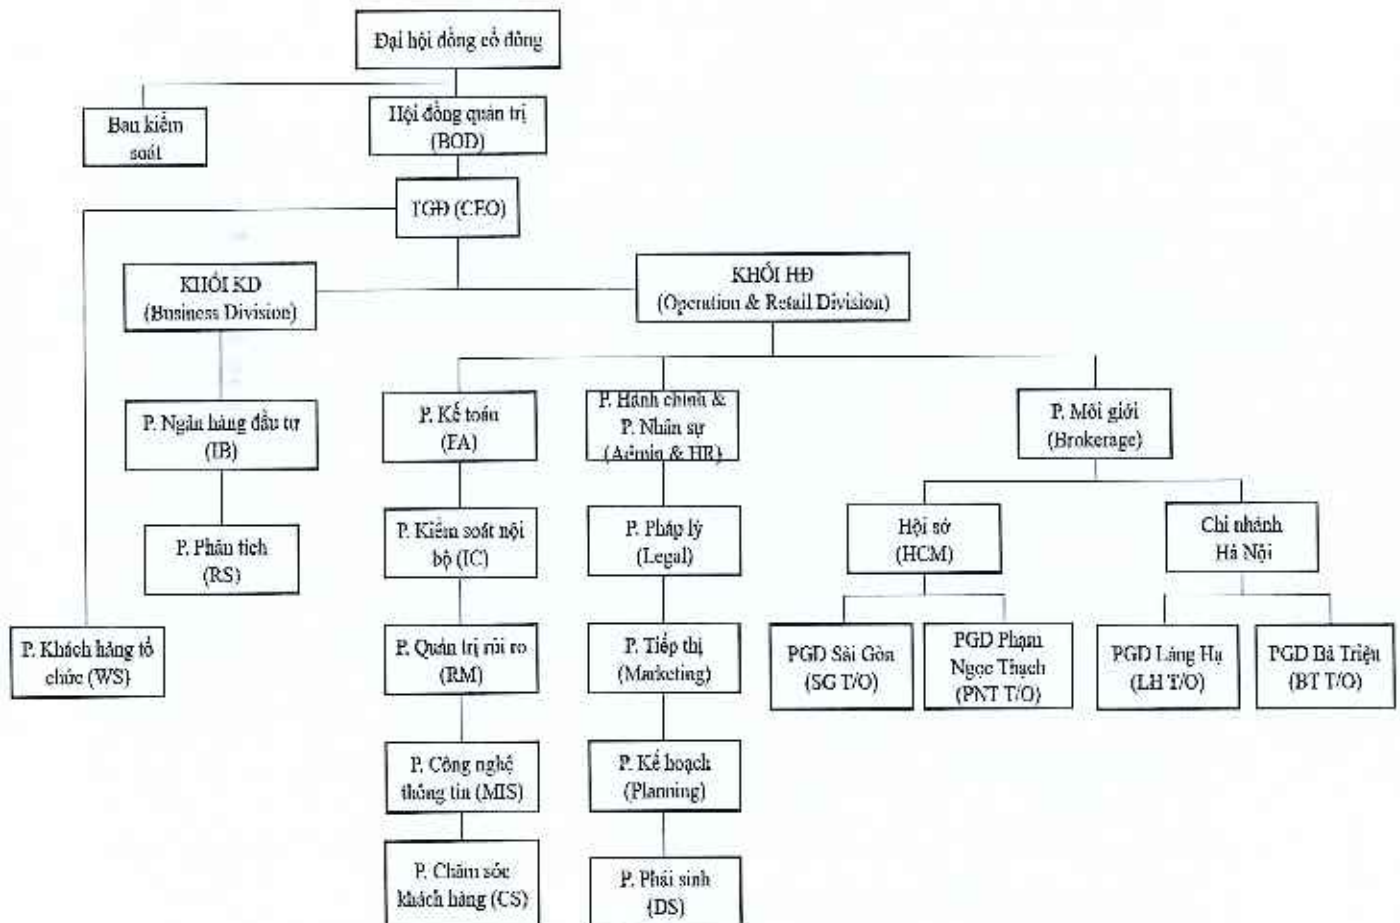 Đại hội đồng cổ đông
Ban kiểm
soát
Hội đồng quản trị
(BOD)
TGĐ (CEO)
KHỐI KD
(Business Division)
KHỐI HĐ
(Operation & Retail Division)
P. Ngân hàng đầu tư
(IB)
P. Kế toán
(FA)
P. Hành chính &
P. Nhân sự
(Admin & HR)
P. Môi giới
(Brokerage)
P. Phân tích
(RS)
P. Kiểm soát nội
bộ (IC)
P. Pháp lý
(Legal)
Hội sở
(HCM)
Chi nhánh
Hà Nội
P. Khách hàng tổ
chức (WS)
P. Quản trị rủi ro
(RM)
P. Tiếp thị
(Marketing)
PGD Sài Gòn
(SG T/O)
PGD Phạm
Ngọc Thạch
(PNT T/O)
PGD Láng Hạ
(LH T/O)
PGD Bà Triệu
(BT T/O)
P. Công nghệ
thông tin (MIS)
P. Kế hoạch
(Planning)
P. Chăm sóc
khách hàng (CS)
P. Phái sinh
(DS)